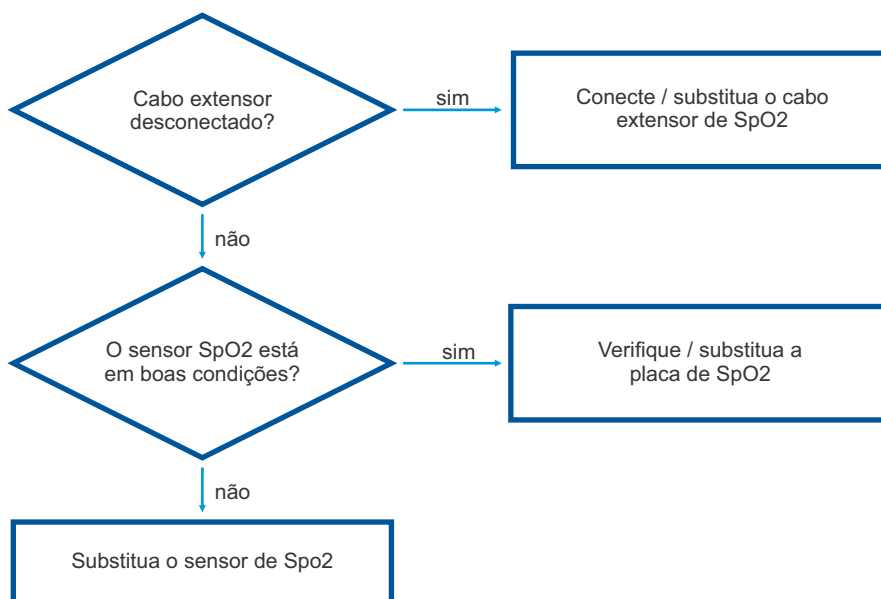 Cabo extensor
desconectado?
sim
Conecte / substitua o cabo
extensor de SpO2
não
O sensor SpO2 está
em boas condições?
sim
Verifique / substitua a
placa de SpO2
não
Substitua o sensor de Spo2